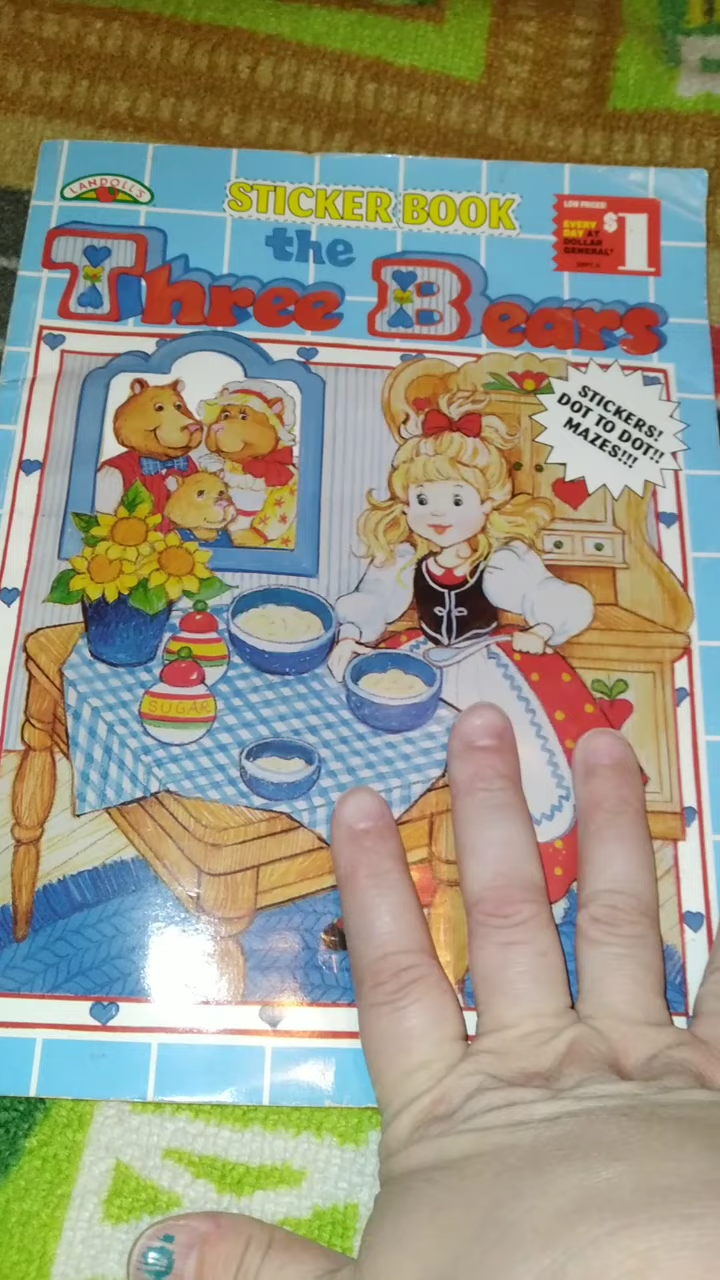 LANDOLL'S
STICKER BOOK
the
Three Bears
LOW PRICES!
EVERY
DAY AT
DOLLAR
GENERAL®
$1
STICKERS!
DOT TO DOT!!
MAZES!!!
SUGAR